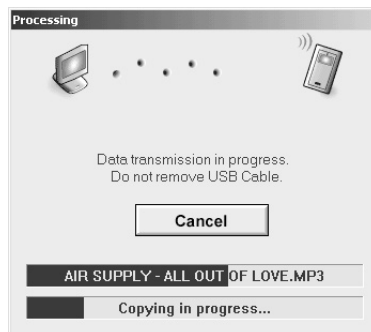 Processing
Data transmission in progress.
Do not remove USB Cable.
Cancel
AIR SUPPLY - ALL OUT OF LOVE.MP3
Copying in progress...